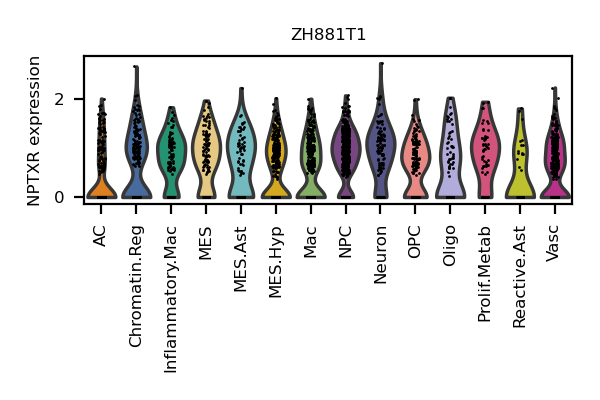 ZH881T1
NPTXR expression
2
0
AC
Chromatin.Reg
Inflammatory.Mac
MES
MES.Ast
MES.Hyp
Mac
NPC
Neuron
OPC
Oligo
Prolif.Metab
Reactive.Ast
Vasc